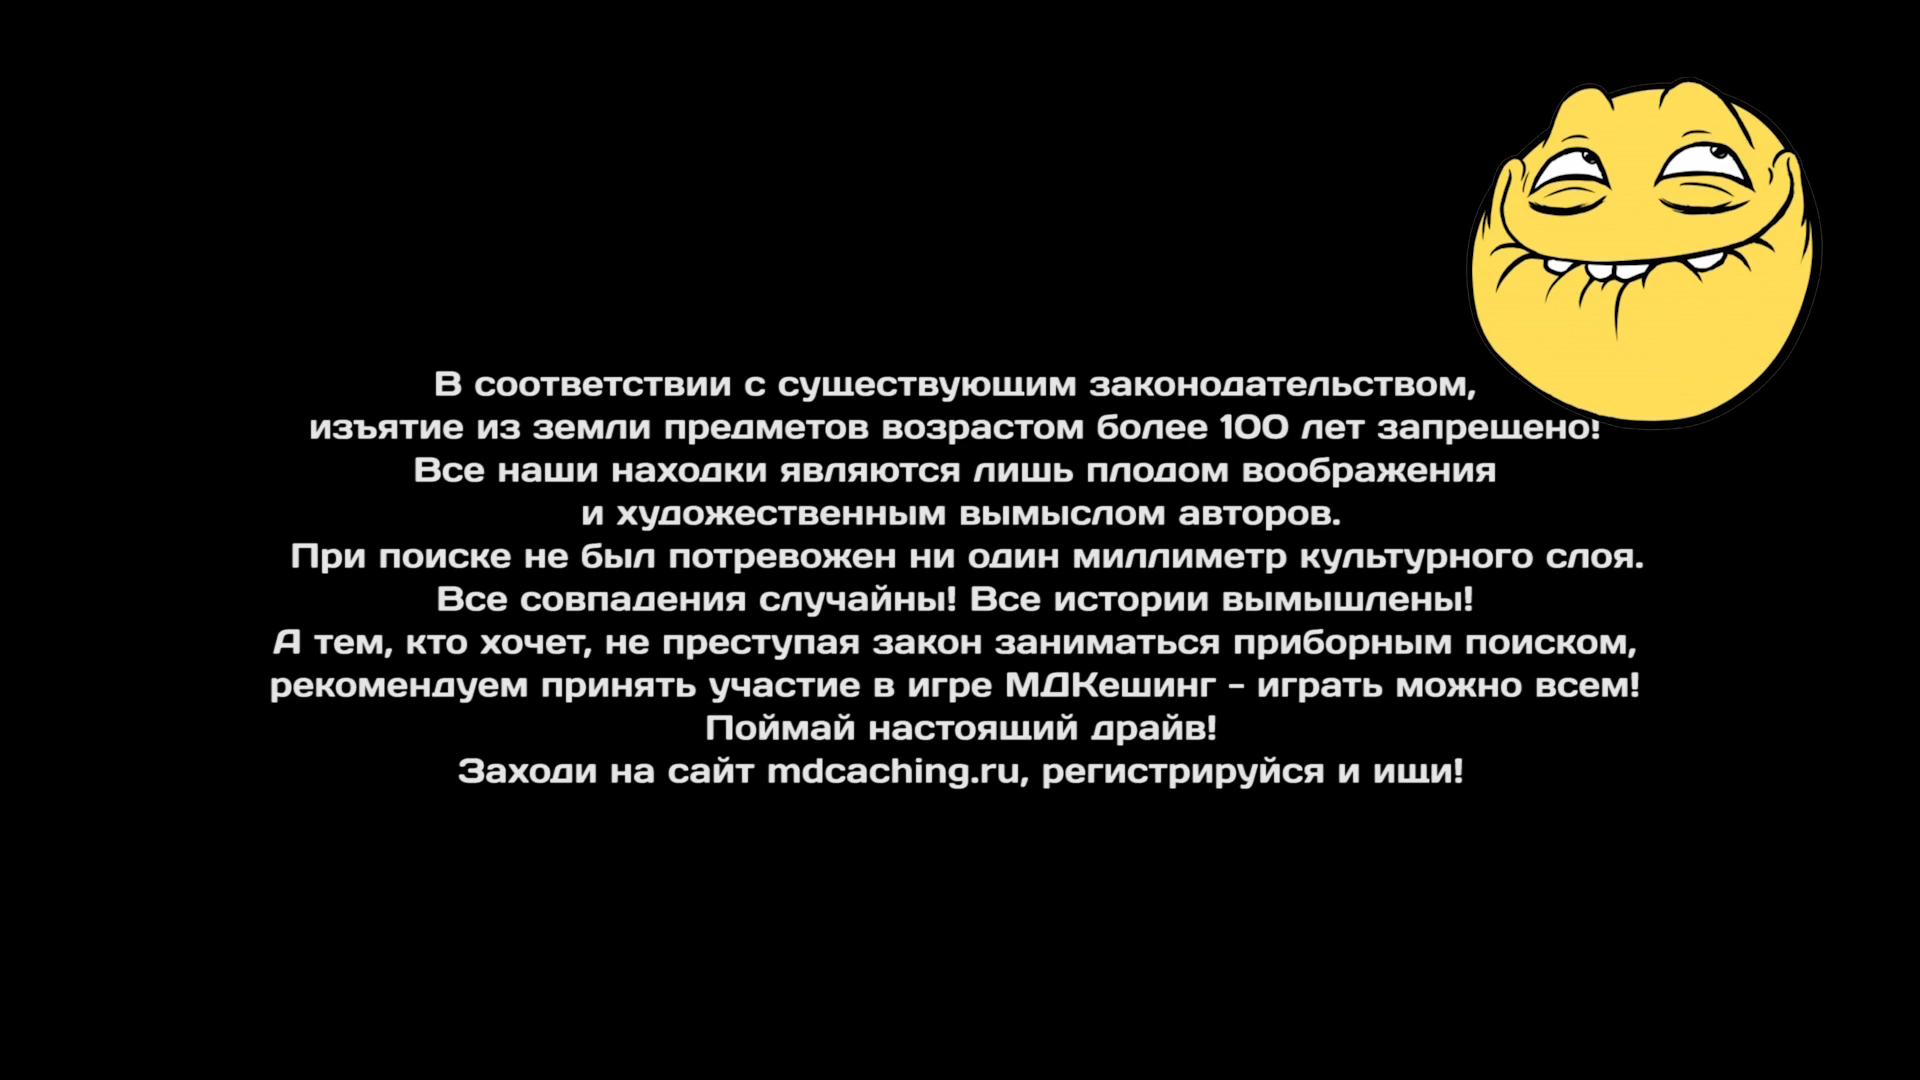 В соответствии с существующим законодательством,
изъятие из земли предметов возрастом более 100 лет запрещено!
Все наши находки являются лишь плодом воображения
и художественным вымыслом авторов.
При поиске не был потревожен ни один миллиметр культурного слоя.
Все совпадения случайны! Все истории вымышлены!
А тем, кто хочет, не преступая закон заниматься приборным поиском,
рекомендуем принять участие в игре МДКешинг - играть можно всем!
Поймай настоящий драйв!
Заходи на сайт mdcaching.ru, регистрируйся и ищи!